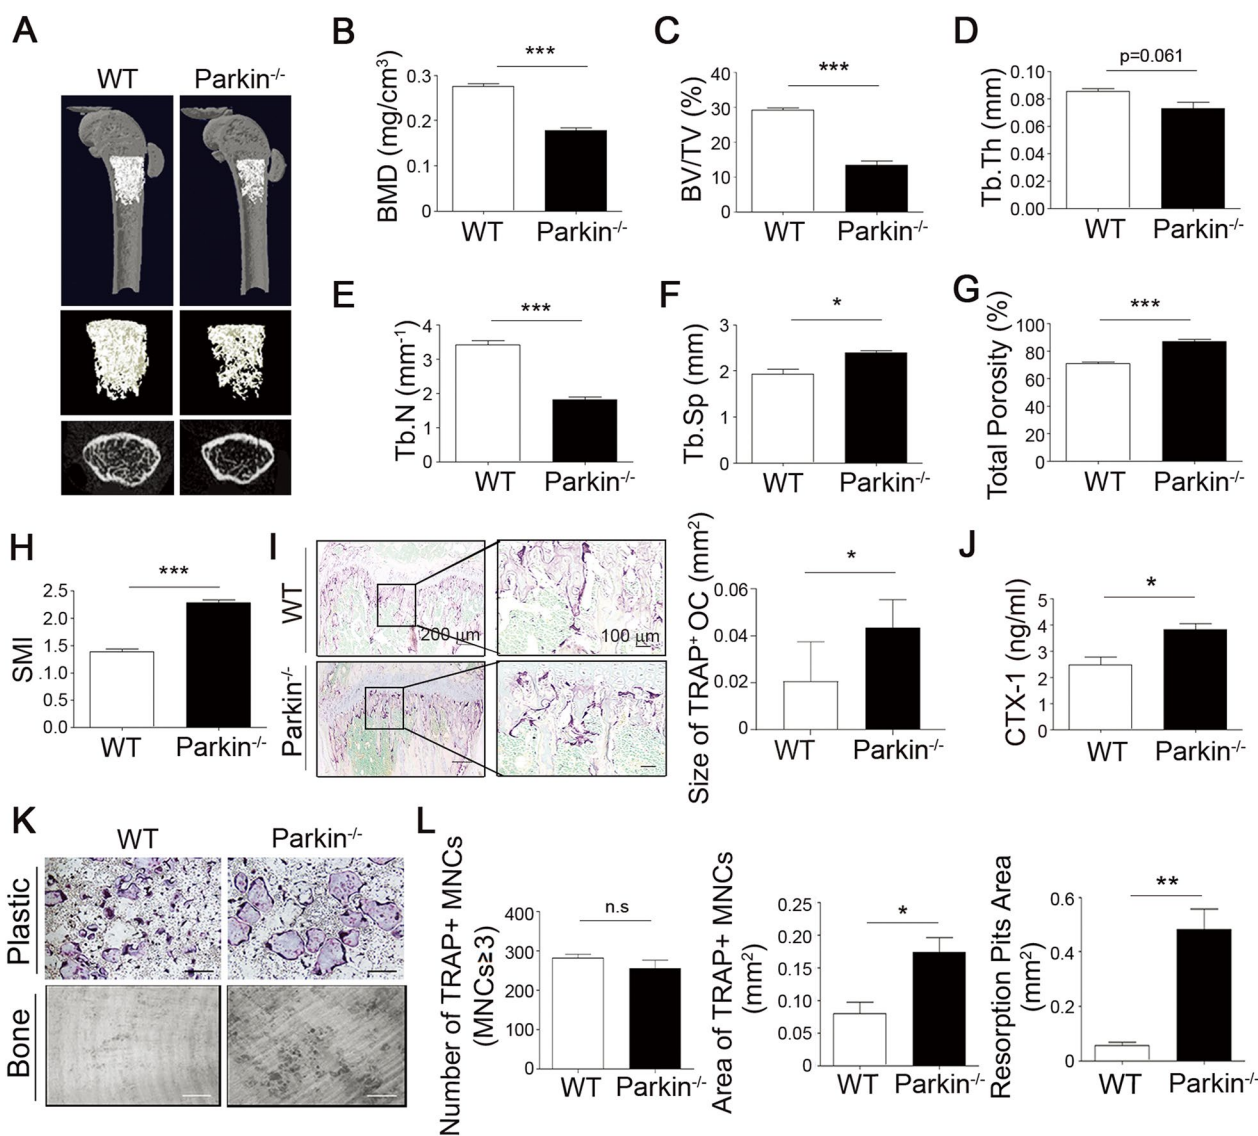 A
WT Parkin-/-
B
BMD (mg/cm3)
***
0.3
0.2
0.1
0
WT Parkin-/-
C
BV/TV (%)
***
40
30
20
10
0
WT Parkin-/-
D
Tb.Th (mm)
p=0.061
0.10
0.08
0.06
0.04
0.02
0.00
WT Parkin-/-
E
Tb.N (mm-1)
***
4
3
2
1
0
WT Parkin-/-
F
Tb.Sp (mm)
*
3
2
1
0
WT Parkin-/-
G
Total Porosity (%)
***
100
80
60
40
20
0
WT Parkin-/-
H
SMI
***
2.5
2.0
1.5
.1.0
0.5
0.0
WT Parkin-/-
I
WT
200 µm
100 µm
Parkin-/-
Size of TRAP+ OC (mm2)
*
0.06
0.04
0.02
0
WT Parkin-/-
J
CTX-1 (ng/ml)
*
5
4
3
2
1
0
WT Parkin-/-
K
WT Parkin-/-
Plastic
Bone
L
Number of TRAP+ MNCs
(MNCs≥3)
n.s
400
300
200
100
0
WT Parkin-/-
Area of TRAP+ MNCs
(mm2)
*
0.25
0.20
0.15
0.10
0.05
0
WT Parkin-/-
Resorption Pits Area
(mm2)
**
0.6
0.4
0.2
0
WT Parkin-/-